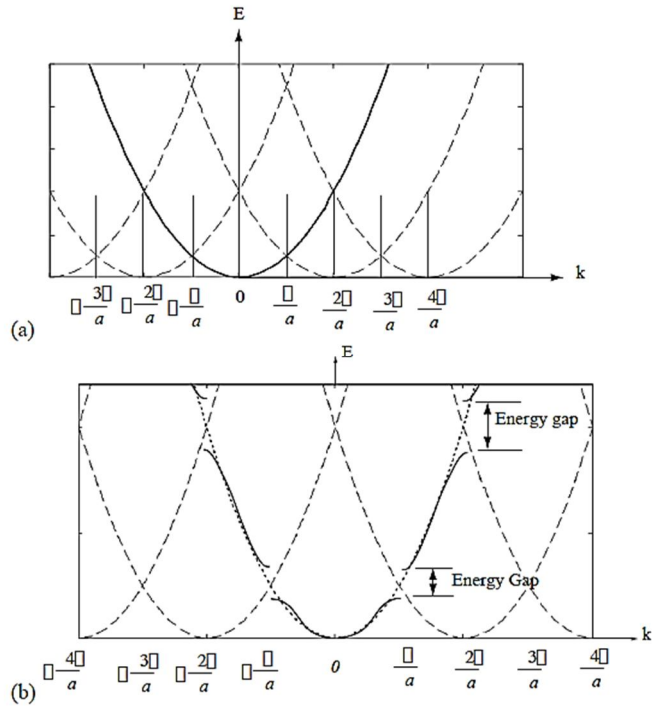 E
k
□ 3□ □ 2□ □ □ 0 □ 2□ 3□ 4□
a a a a a a a
(a)
E
Energy gap
Energy Gap
k
□ 4□ □ 3□ □ 2□ □ □ 0 □ 2□ 3□ 4□
a a a a a a a a
(b)